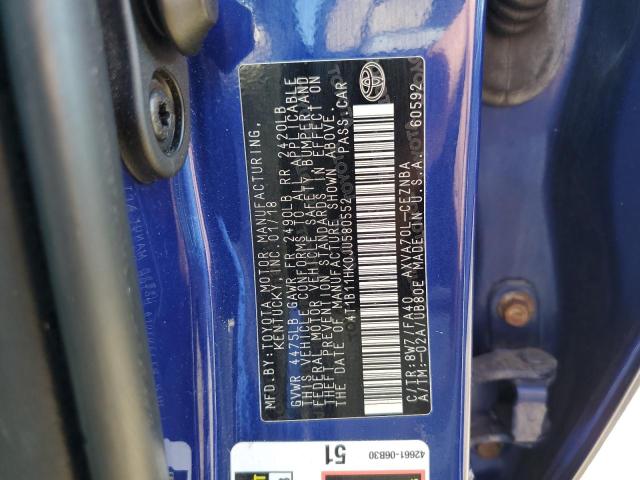 MFD.BY:TOYOTA MOTOR MANUFACTURING,
KENTUCKY, INC. 01/18
GVWR 4475LB GAWR FR 2490LB RR 2420LB
THIS VEHICLE CONFORMS TO ALL APPLICABLE
FEDERAL MOTOR VEHICLE SAFETY, BUMPER, AND
THEFT PREVENTION STANDARDS IN EFFECT ON
THE DATE OF MANUFACTURE SHOWN ABOVE.
4T1B11HK0JU580552 PASS.CAR
C/TR:8W7/FA40 AXVA70L-CEZNBA
A/TM:-02A/UB80E MADE IN U.S.A. 60592
42661-06B30
51